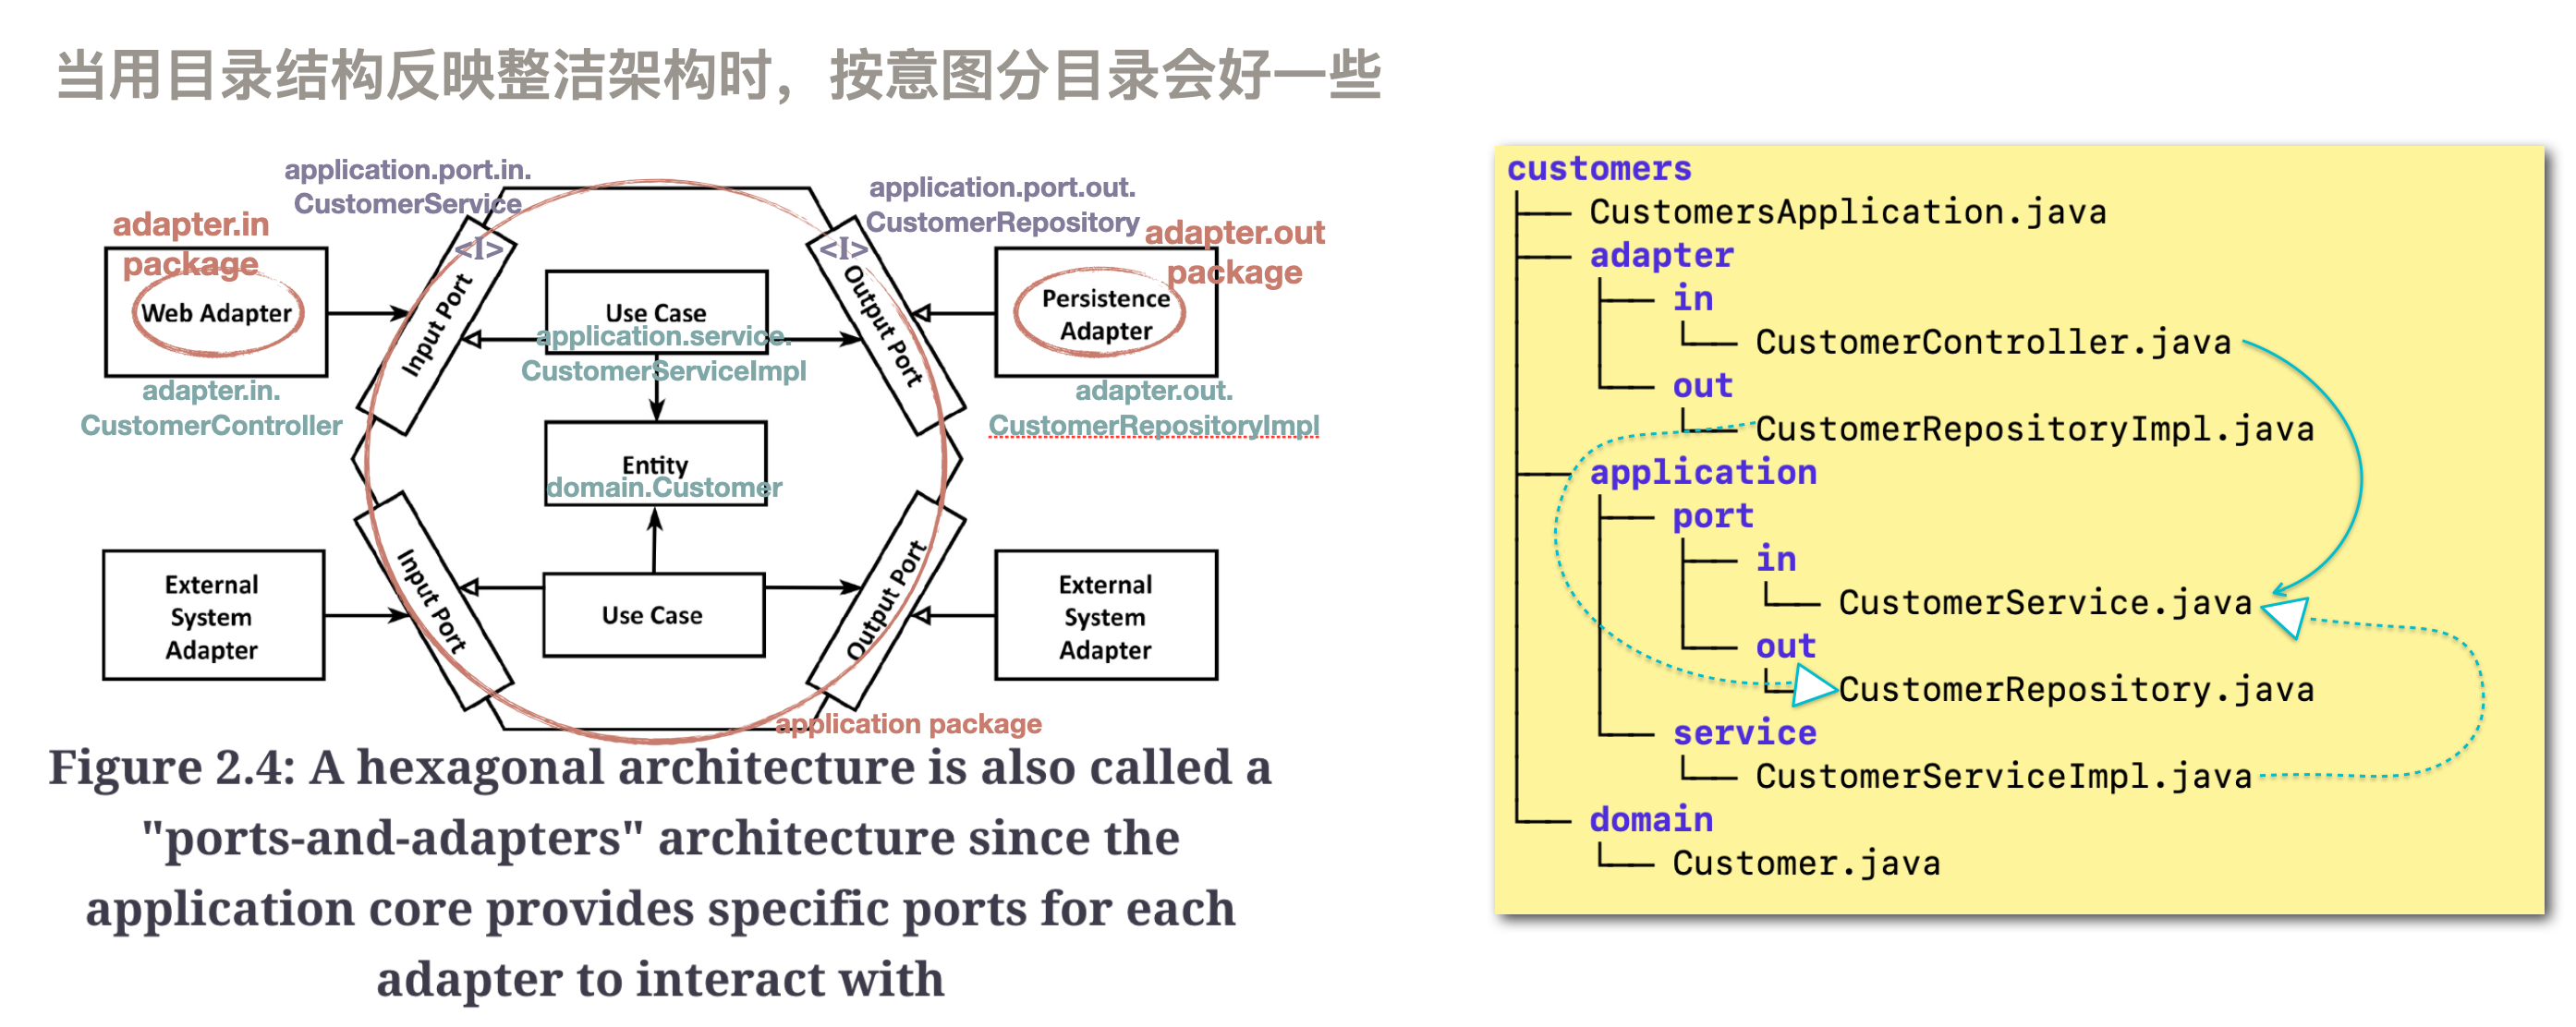 当用目录结构反映整洁架构时，按意图分目录会好一些
application.port.in.
CustomerService
adapter.in
package
<I>
Input Port
Web Adapter
adapter.in.
CustomerController
Use Case
application.service.
CustomerServiceImpl
application.port.out.
CustomerRepository
<I>
Output Port
adapter.out
package
Persistence
Adapter
adapter.out.
CustomerRepositoryImpl
Entity
domain.Customer
External
System
Adapter
Input Port
Use Case
Output Port
External
System
Adapter
application package
Figure 2.4: A hexagonal architecture is also called a
"ports-and-adapters" architecture since the
application core provides specific ports for each
adapter to interact with
customers
CustomersApplication.java
adapter
in
CustomerController.java
out
CustomerRepositoryImpl.java
application
port
in
CustomerService.java
out
CustomerRepository.java
service
CustomerServiceImpl.java
domain
Customer.java